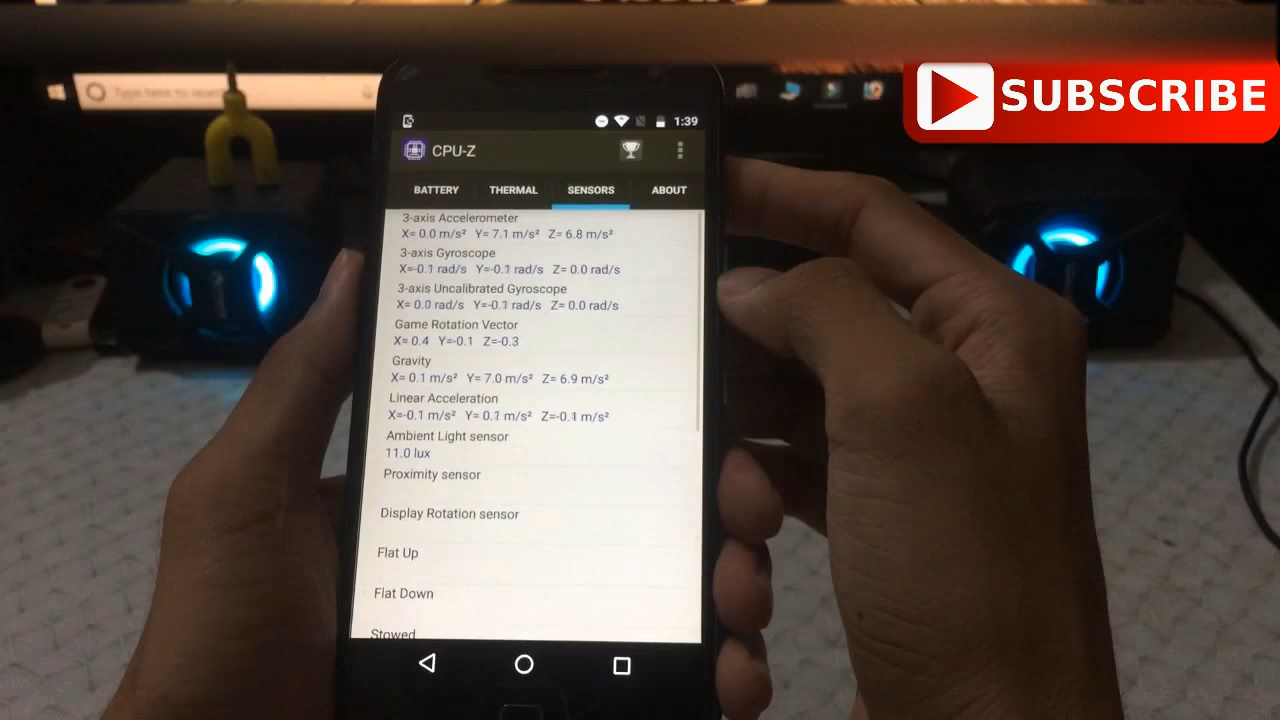 SUBSCRIBE
Type here to search
1:39
CPU-Z
BATTERY THERMAL SENSORS ABOUT
3-axis Accelerometer
X= 0.0 m/s² Y= 7.1 m/s² Z= 6.8 m/s²
3-axis Gyroscope
X=-0.1 rad/s Y=-0.1 rad/s Z= 0.0 rad/s
3-axis Uncalibrated Gyroscope
X= 0.0 rad/s Y=-0.1 rad/s Z= 0.0 rad/s
Game Rotation Vector
X= 0.4 Y=-0.1 Z=-0.3
Gravity
X= 0.1 m/s² Y= 7.0 m/s² Z= 6.9 m/s²
Linear Acceleration
X=-0.1 m/s² Y= 0.1 m/s² Z=-0.1 m/s²
Ambient Light sensor
11.0 lux
Proximity sensor
Display Rotation sensor
Flat Up
Flat Down
Stowed